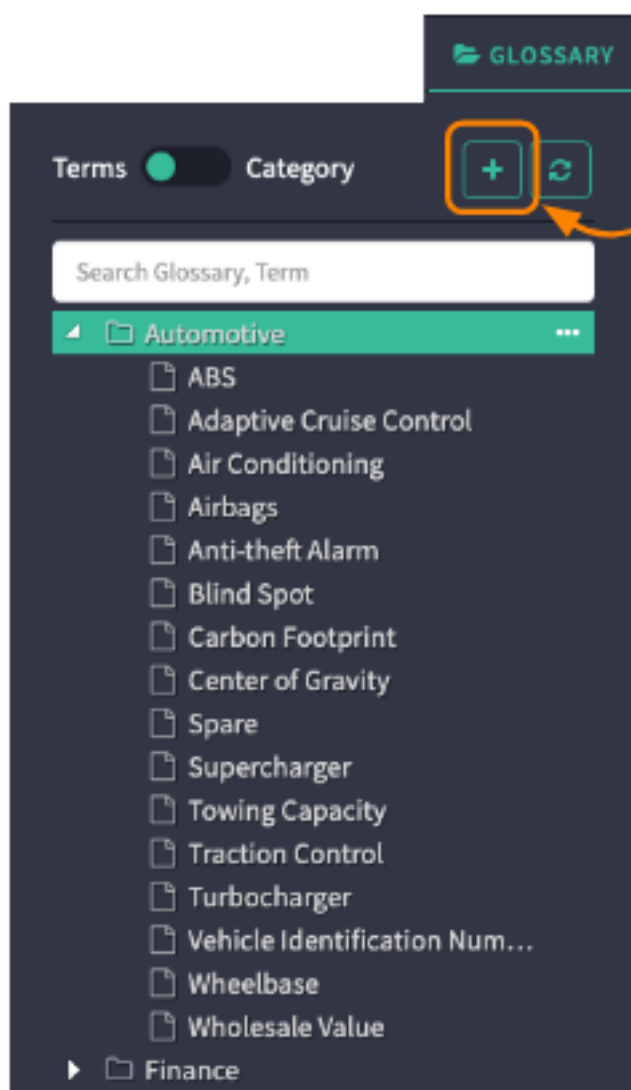 GLOSSARY
Terms Category
Search Glossary, Term
Automotive
ABS
Adaptive Cruise Control
Air Conditioning
Airbags
Anti-theft Alarm
Blind Spot
Carbon Footprint
Center of Gravity
Spare
Supercharger
Towing Capacity
Traction Control
Turbocharger
Vehicle Identification Num...
Wheelbase
Wholesale Value
Finance